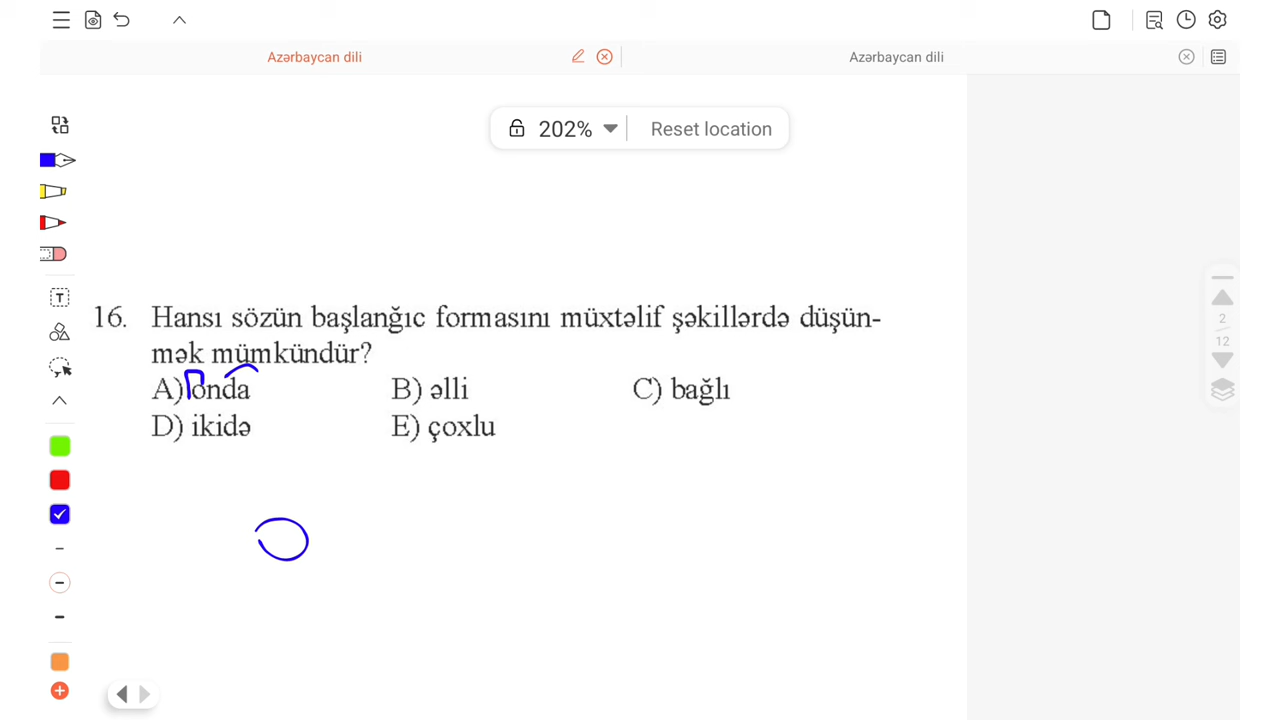 Azərbaycan dili
Azərbaycan dili
202%
Reset location
16. Hansı sözün başlanğıc formasını müxtəlif şəkillərdə düşün-
mək mümkündür?
A) onda B) əlli C) bağlı
D) ikidə E) çoxlu
2
12